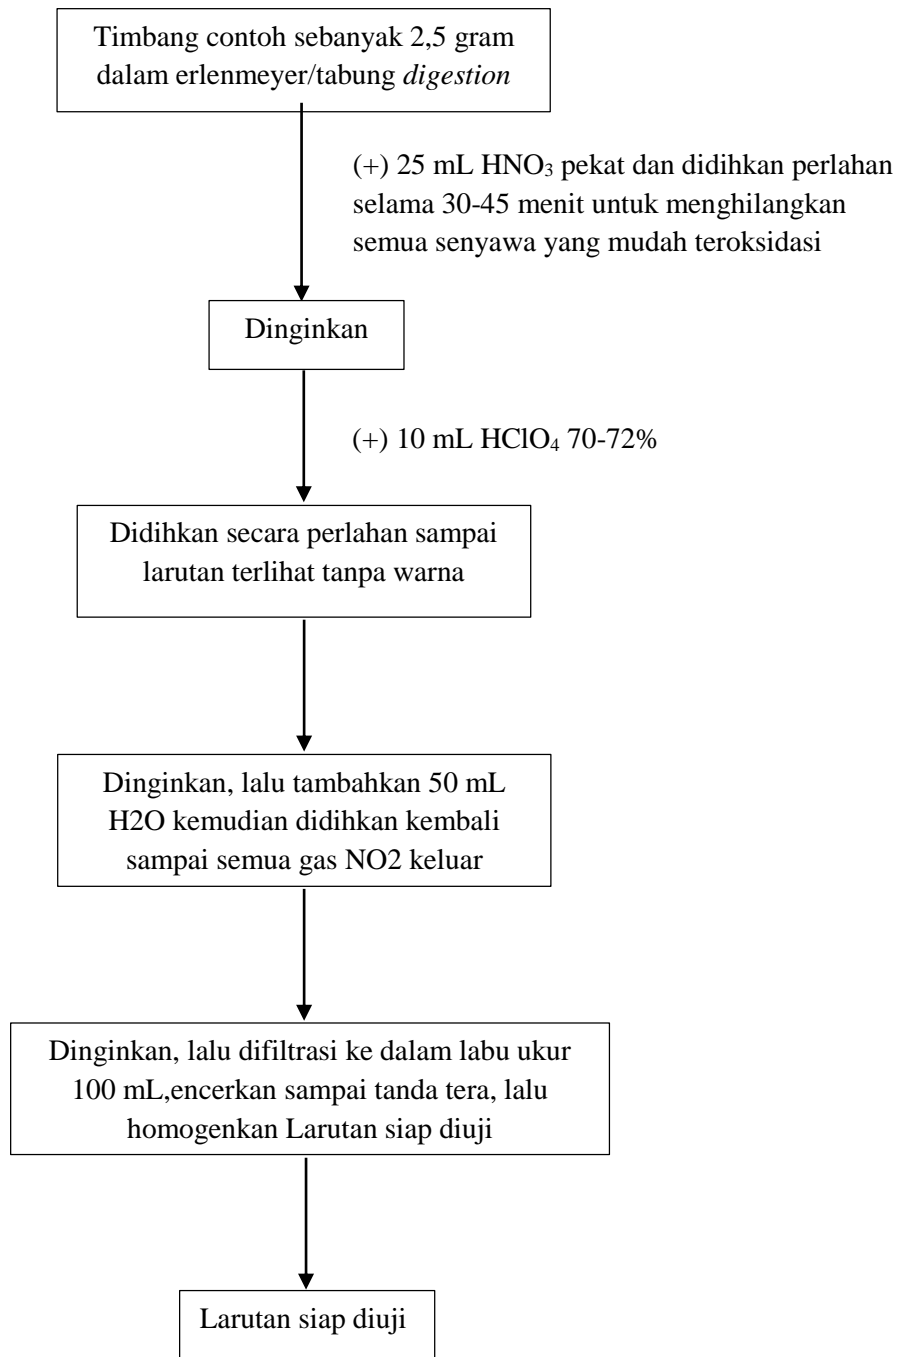 Timbang contoh sebanyak 2,5 gram
dalam erlenmeyer/tabung digestion
(+) 25 mL HNO₃ pekat dan didihkan perlahan
selama 30-45 menit untuk menghilangkan
semua senyawa yang mudah teroksidasi
Dinginkan
(+) 10 mL HClO₄ 70-72%
Didihkan secara perlahan sampai
larutan terlihat tanpa warna
Dinginkan, lalu tambahkan 50 mL
H2O kemudian didihkan kembali
sampai semua gas NO2 keluar
Dinginkan, lalu difiltrasi ke dalam labu ukur
100 mL,encerkan sampai tanda tera, lalu
homogenkan Larutan siap diuji
Larutan siap diuji